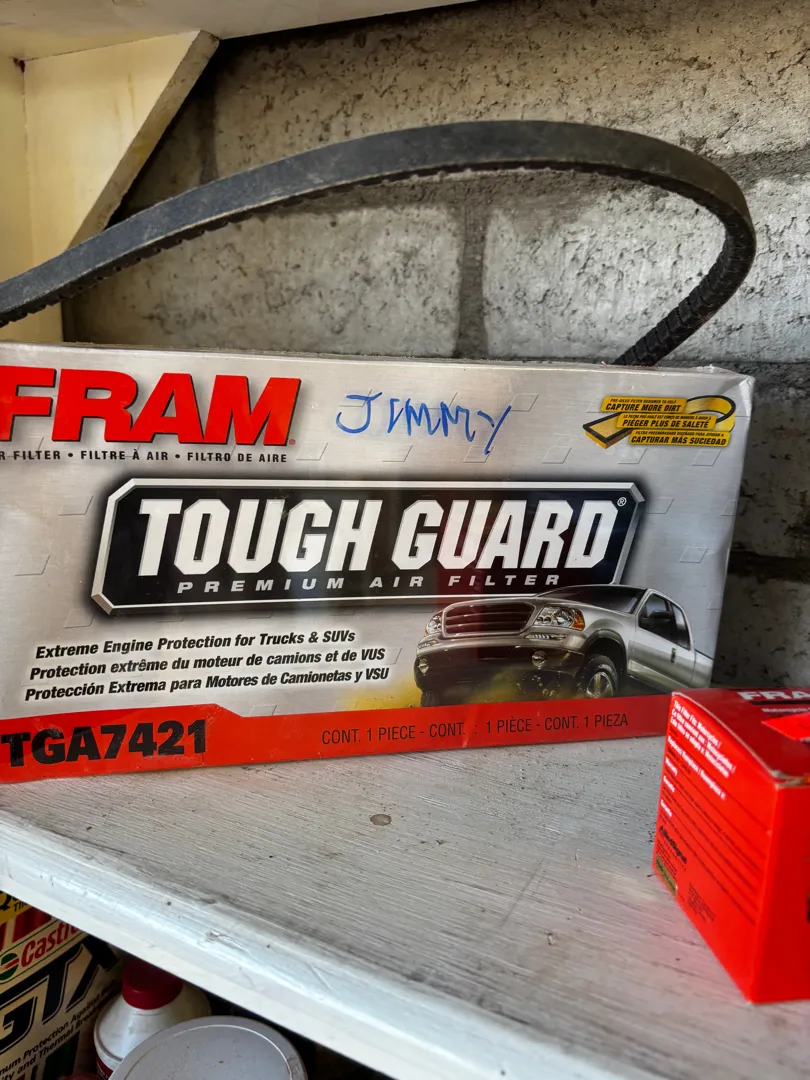 FRAM
JIMMY
R FILTER • FILTRE À AIR • FILTRO DE AIRE
CAPTURE MORE DIRT
PIÉGER PLUS DE SALETÉ
CAPTURAR MÁS SUCIEDAD
TOUGH GUARD®
PREMIUM AIR FILTER
Extreme Engine Protection for Trucks & SUVs
Protection extrême du moteur de camions et de VUS
Protección Extrema para Motores de Camionetas y VSU
TGA7421
CONT. 1 PIECE - CONT. : 1 PIÈCE - CONT. 1 PIEZA
FRAM
Castr
GTX